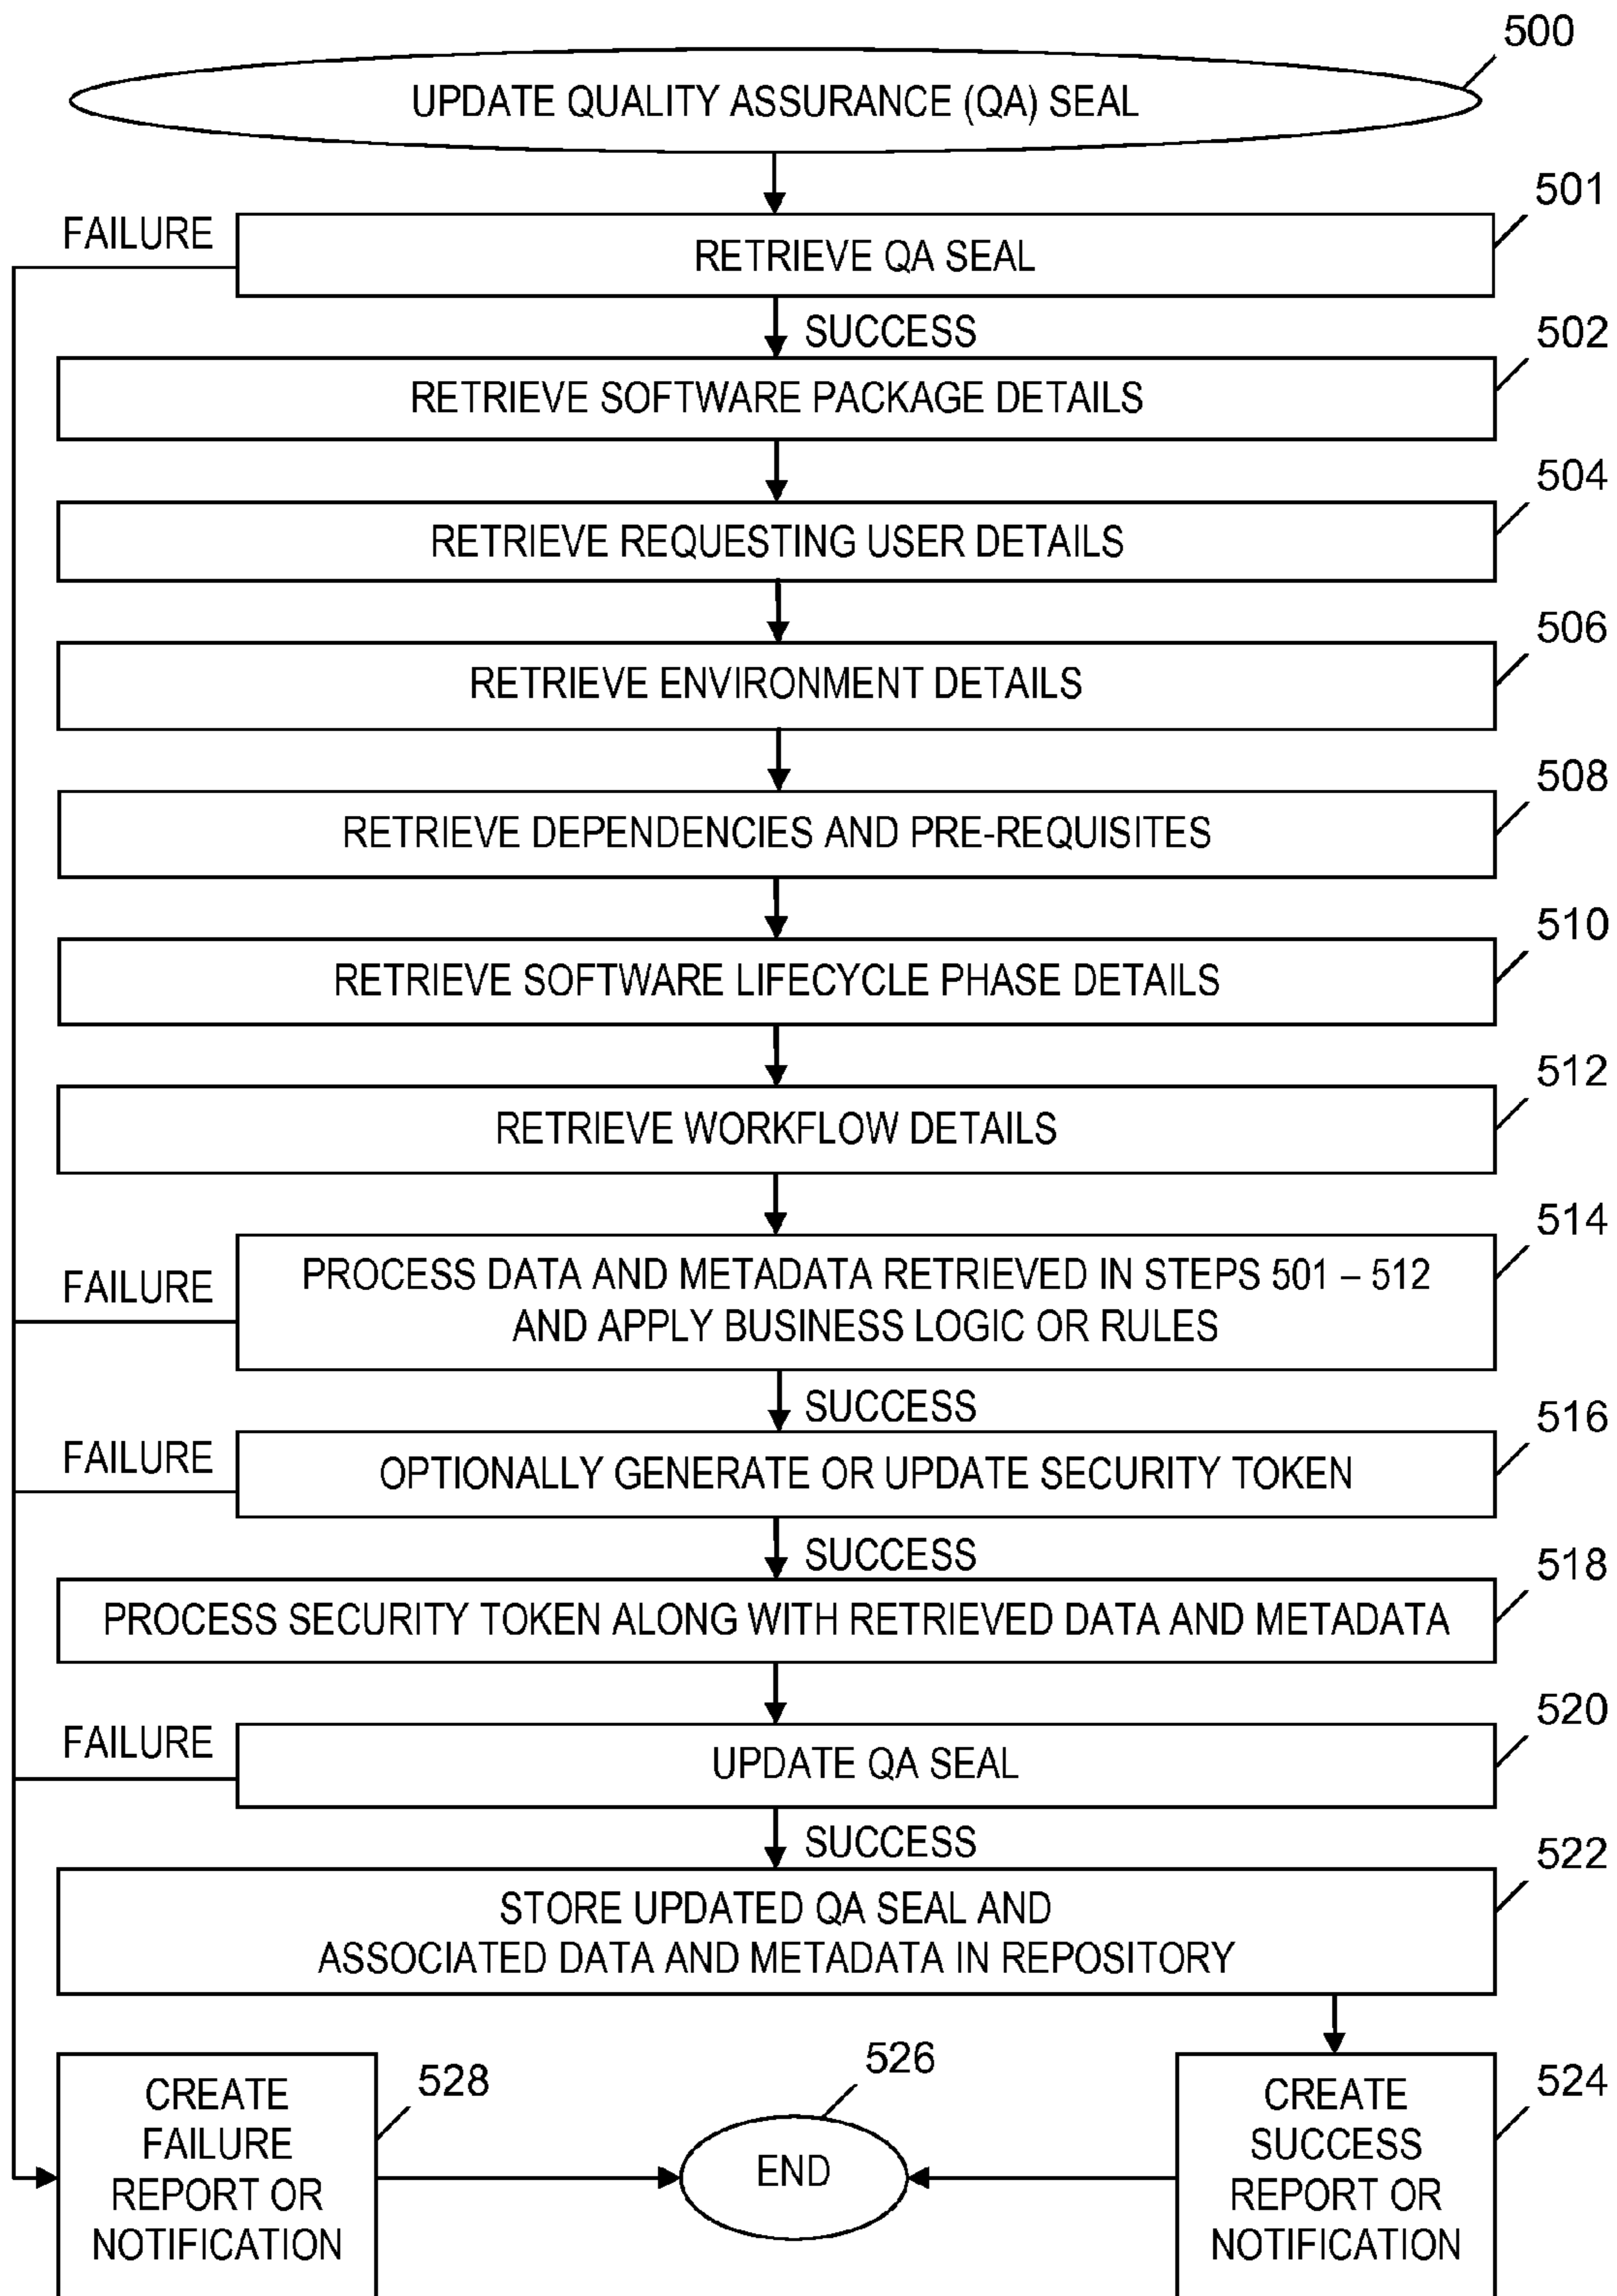 500
UPDATE QUALITY ASSURANCE (QA) SEAL
501
FAILURE
RETRIEVE QA SEAL
SUCCESS
502
RETRIEVE SOFTWARE PACKAGE DETAILS
504
RETRIEVE REQUESTING USER DETAILS
506
RETRIEVE ENVIRONMENT DETAILS
508
RETRIEVE DEPENDENCIES AND PRE-REQUISITES
510
RETRIEVE SOFTWARE LIFECYCLE PHASE DETAILS
512
RETRIEVE WORKFLOW DETAILS
514
FAILURE
PROCESS DATA AND METADATA RETRIEVED IN STEPS 501 – 512
AND APPLY BUSINESS LOGIC OR RULES
SUCCESS
516
FAILURE
OPTIONALLY GENERATE OR UPDATE SECURITY TOKEN
SUCCESS
518
PROCESS SECURITY TOKEN ALONG WITH RETRIEVED DATA AND METADATA
520
FAILURE
UPDATE QA SEAL
SUCCESS
522
STORE UPDATED QA SEAL AND
ASSOCIATED DATA AND METADATA IN REPOSITORY
528
CREATE
FAILURE
REPORT OR
NOTIFICATION
526
END
524
CREATE
SUCCESS
REPORT OR
NOTIFICATION